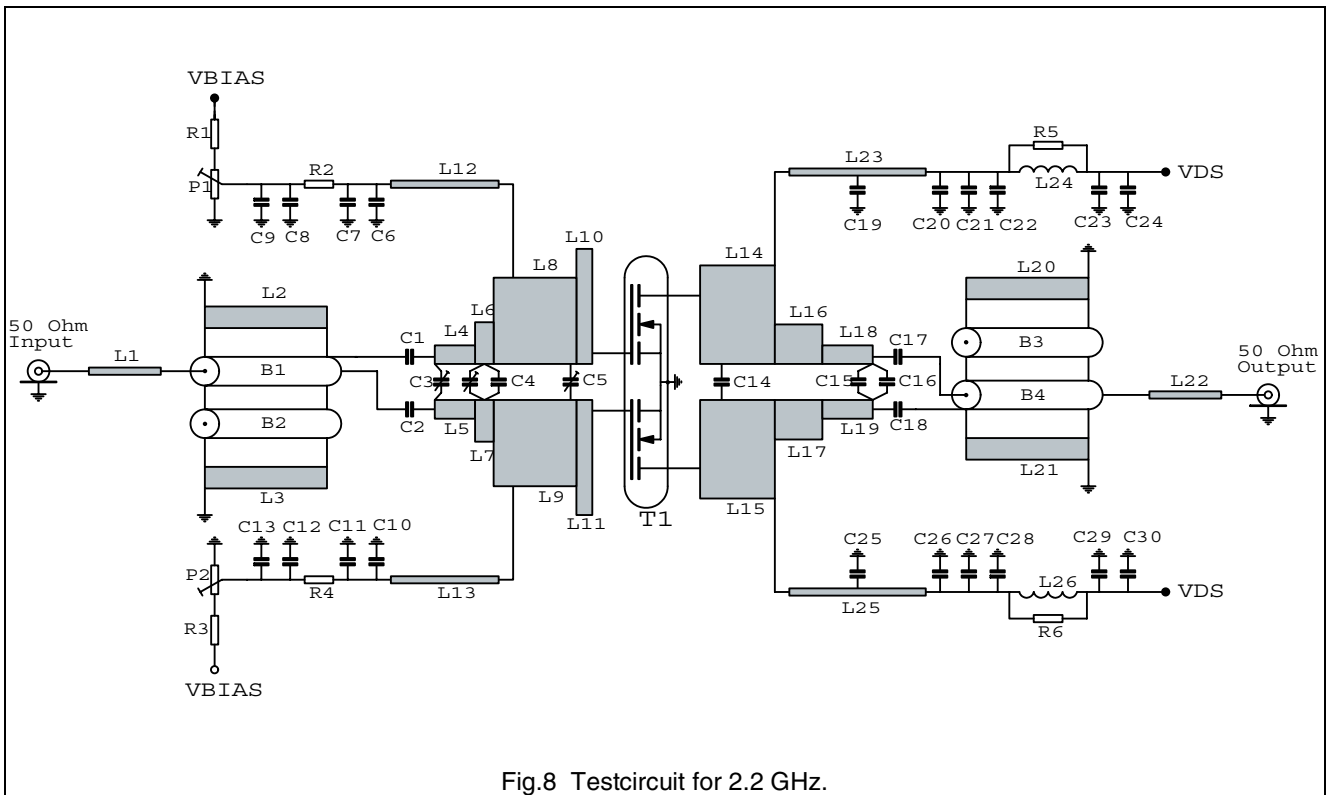 VBIAS
R1
P1
R2
L12
C9
C8
C7
C6
L10
L8
L6
L4
L2
50 Ohm
Input
L1
B1
B2
C1
C2
C3
C4
C5
L5
L7
L3
L9
L11
T1
C13
C12
C11
C10
P2
R4
L13
R3
VBIAS
L23
R5
L24
VDS
C19
C20
C21
C22
C23
C24
L14
L16
L18
C17
L20
B3
B4
50 Ohm
Output
L22
C14
C15
C16
L19
C18
L17
L15
L21
C25
C26
C27
C28
C29
C30
L26
L25
R6
VDS
Fig.8 Testcircuit for 2.2 GHz.